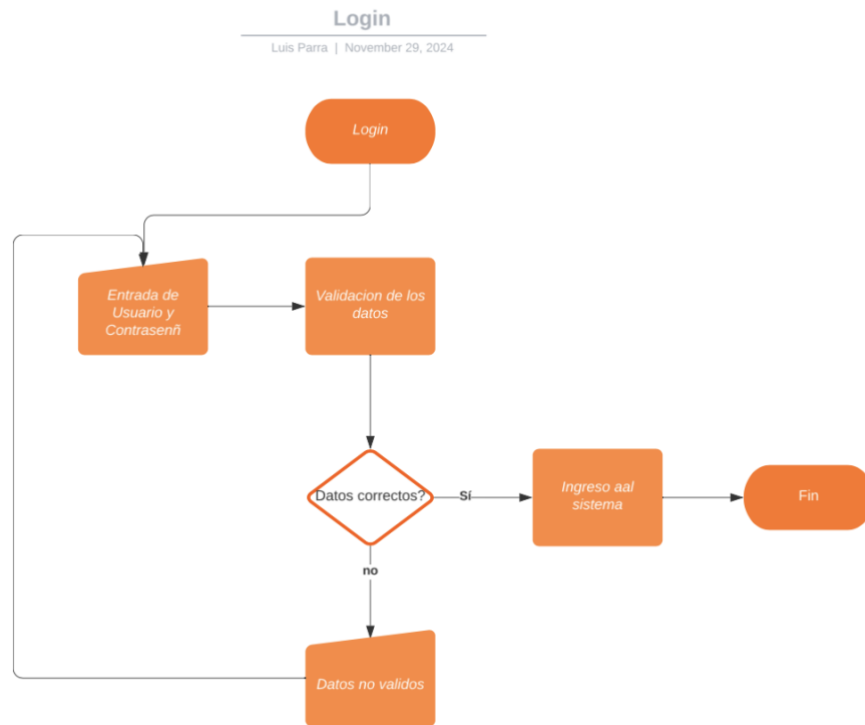 Login
Luis Parra | November 29, 2024
Login
Entrada de
Usuario y
Contrasenñ
Validacion de los
datos
Datos correctos?
Sí
Ingreso aal
sistema
Fin
no
Datos no validos